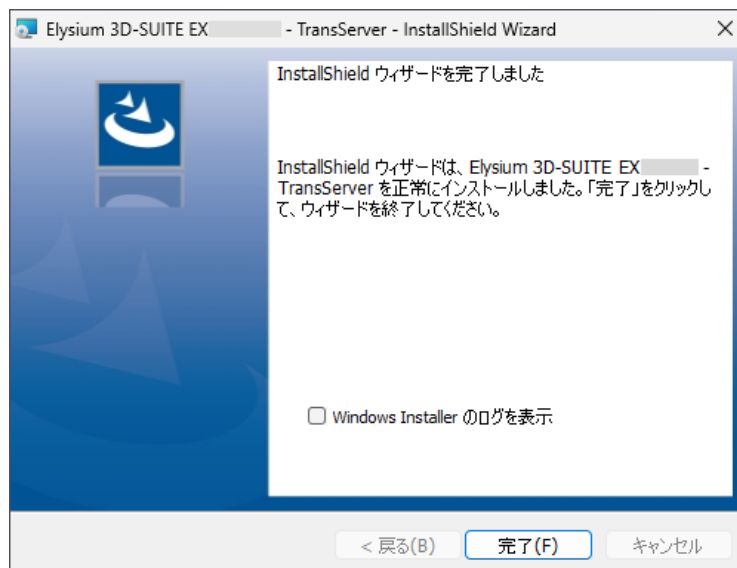 Elysium 3D-SUITE EX - TransServer - InstallShield Wizard
InstallShield ウィザードを完了しました
InstallShield ウィザードは、Elysium 3D-SUITE EX -
TransServer を正常にインストールしました。「完了」をクリックし
て、ウィザードを終了してください。
Windows Installer のログを表示
< 戻る(B)
完了(F)
キャンセル